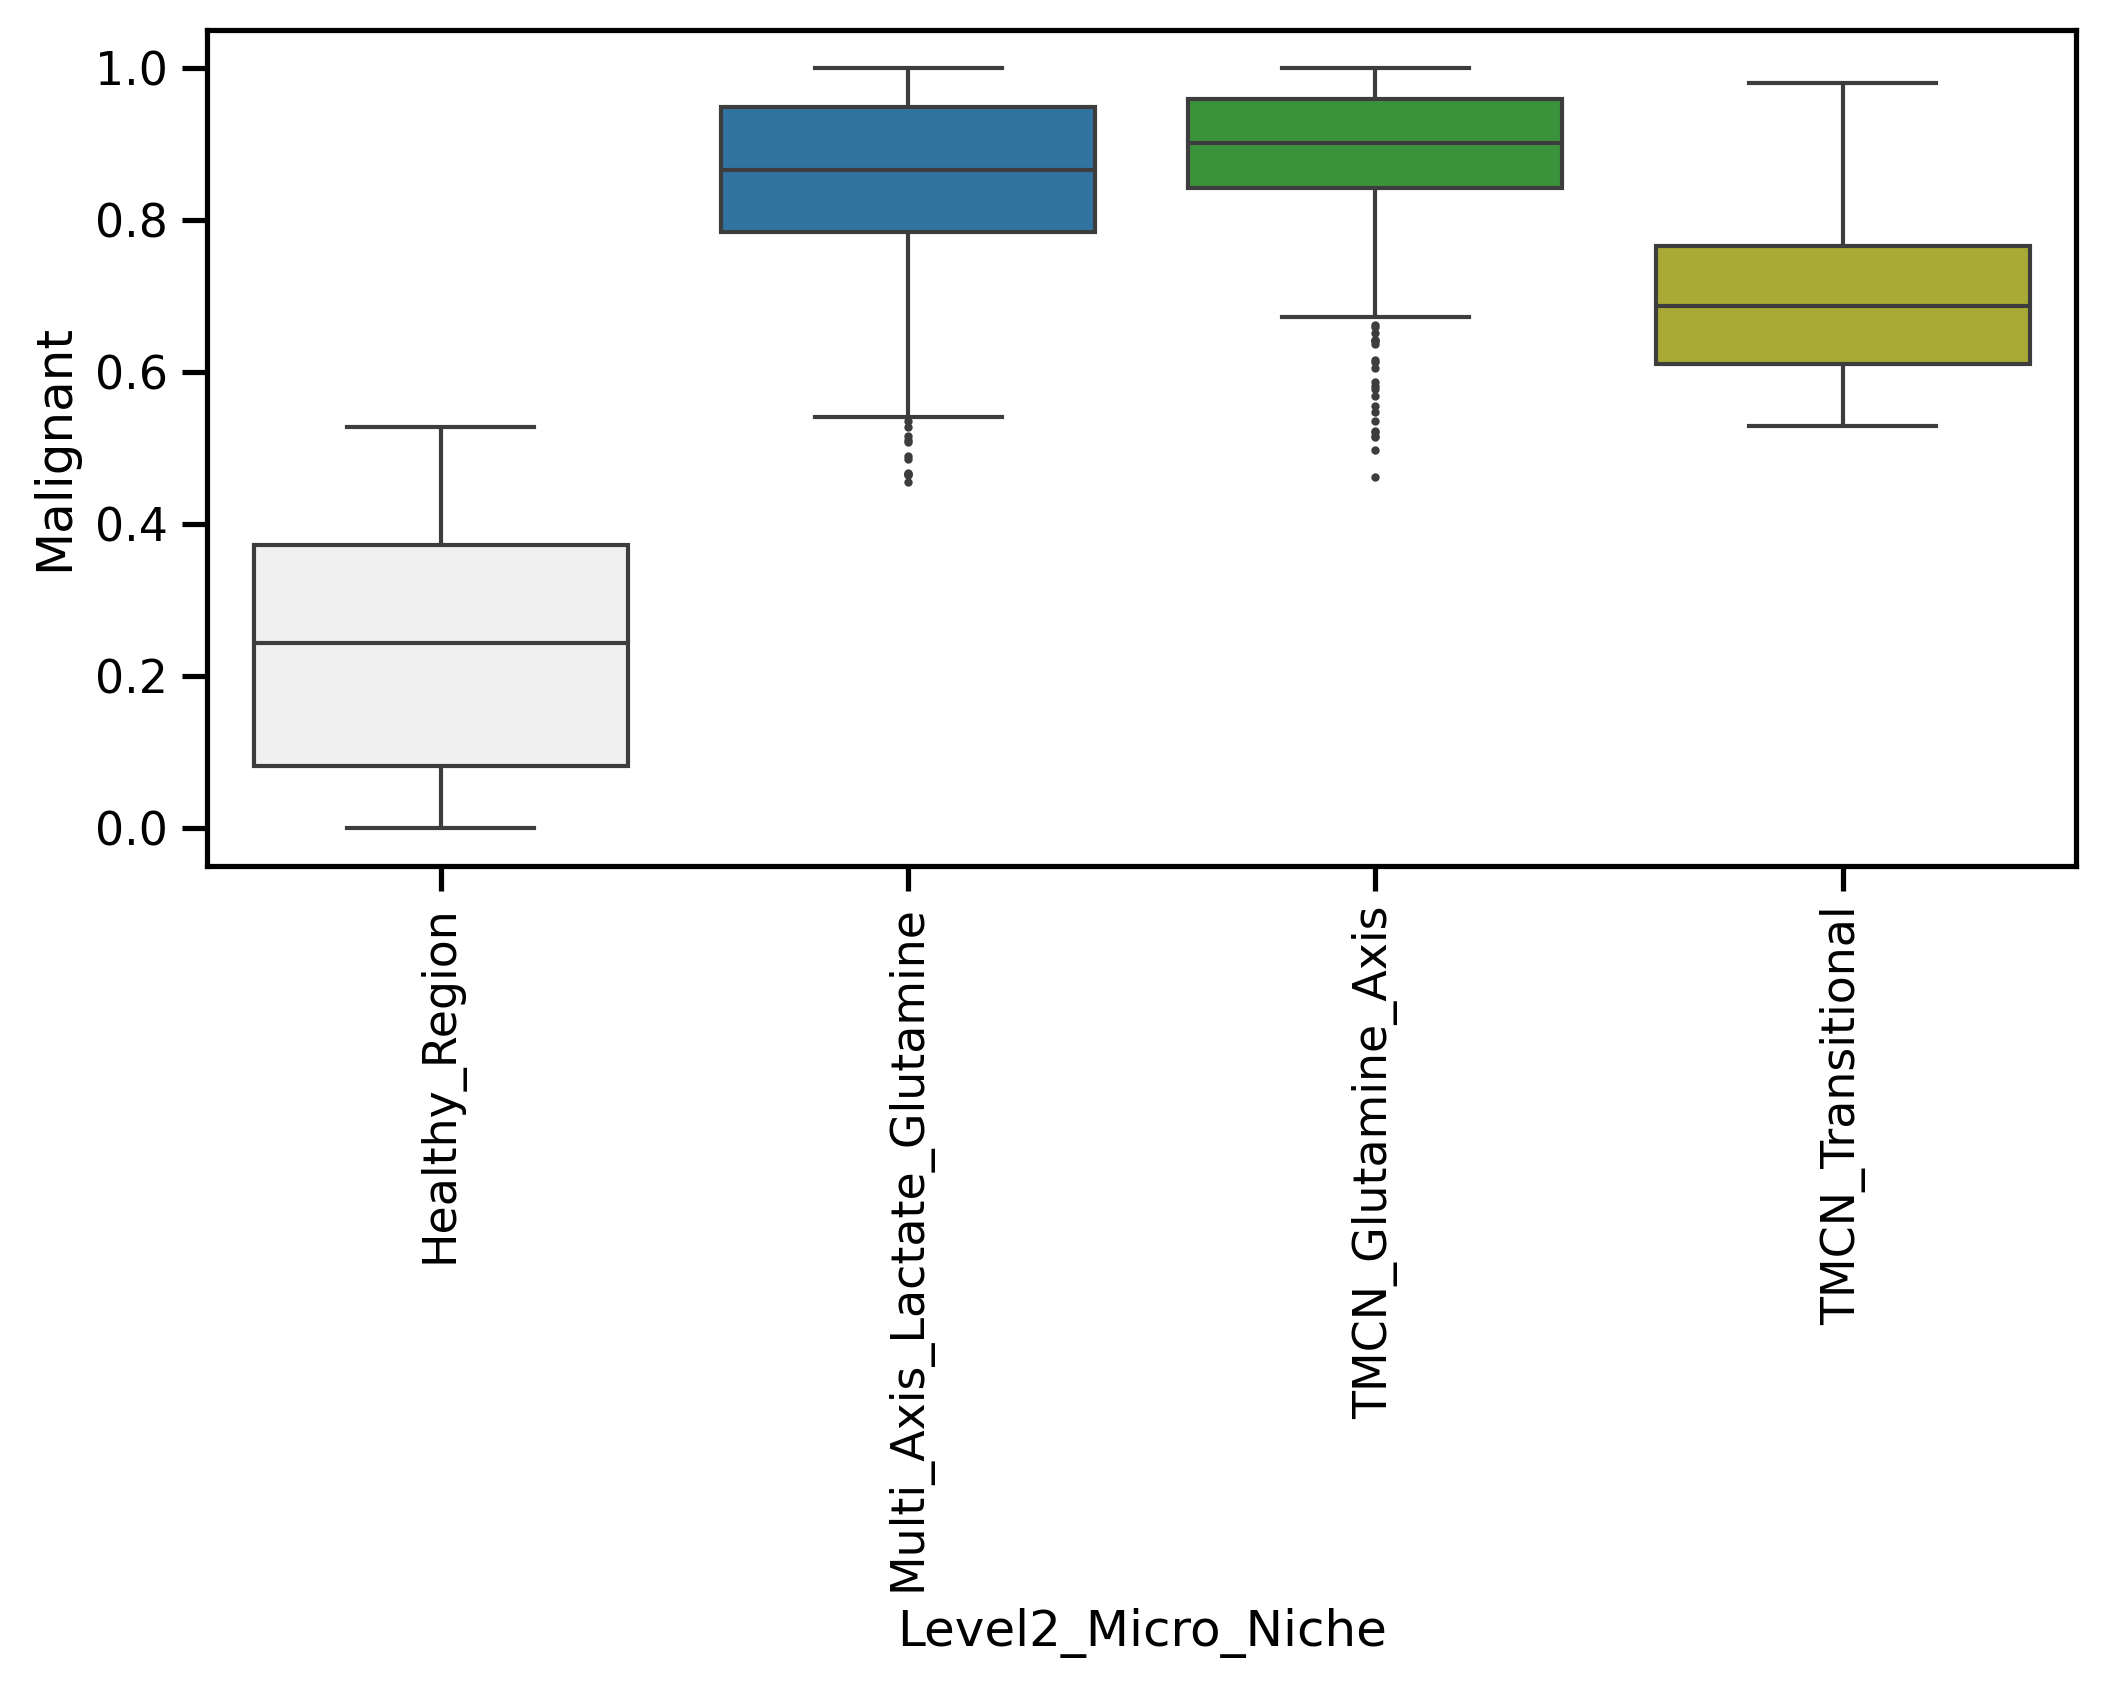 Malignant
1.0
0.8
0.6
0.4
0.2
0.0
Healthy_Region
Multi_Axis_Lactate_Glutamine
TMCN_Glutamine_Axis
TMCN_Transitional
Level2_Micro_Niche